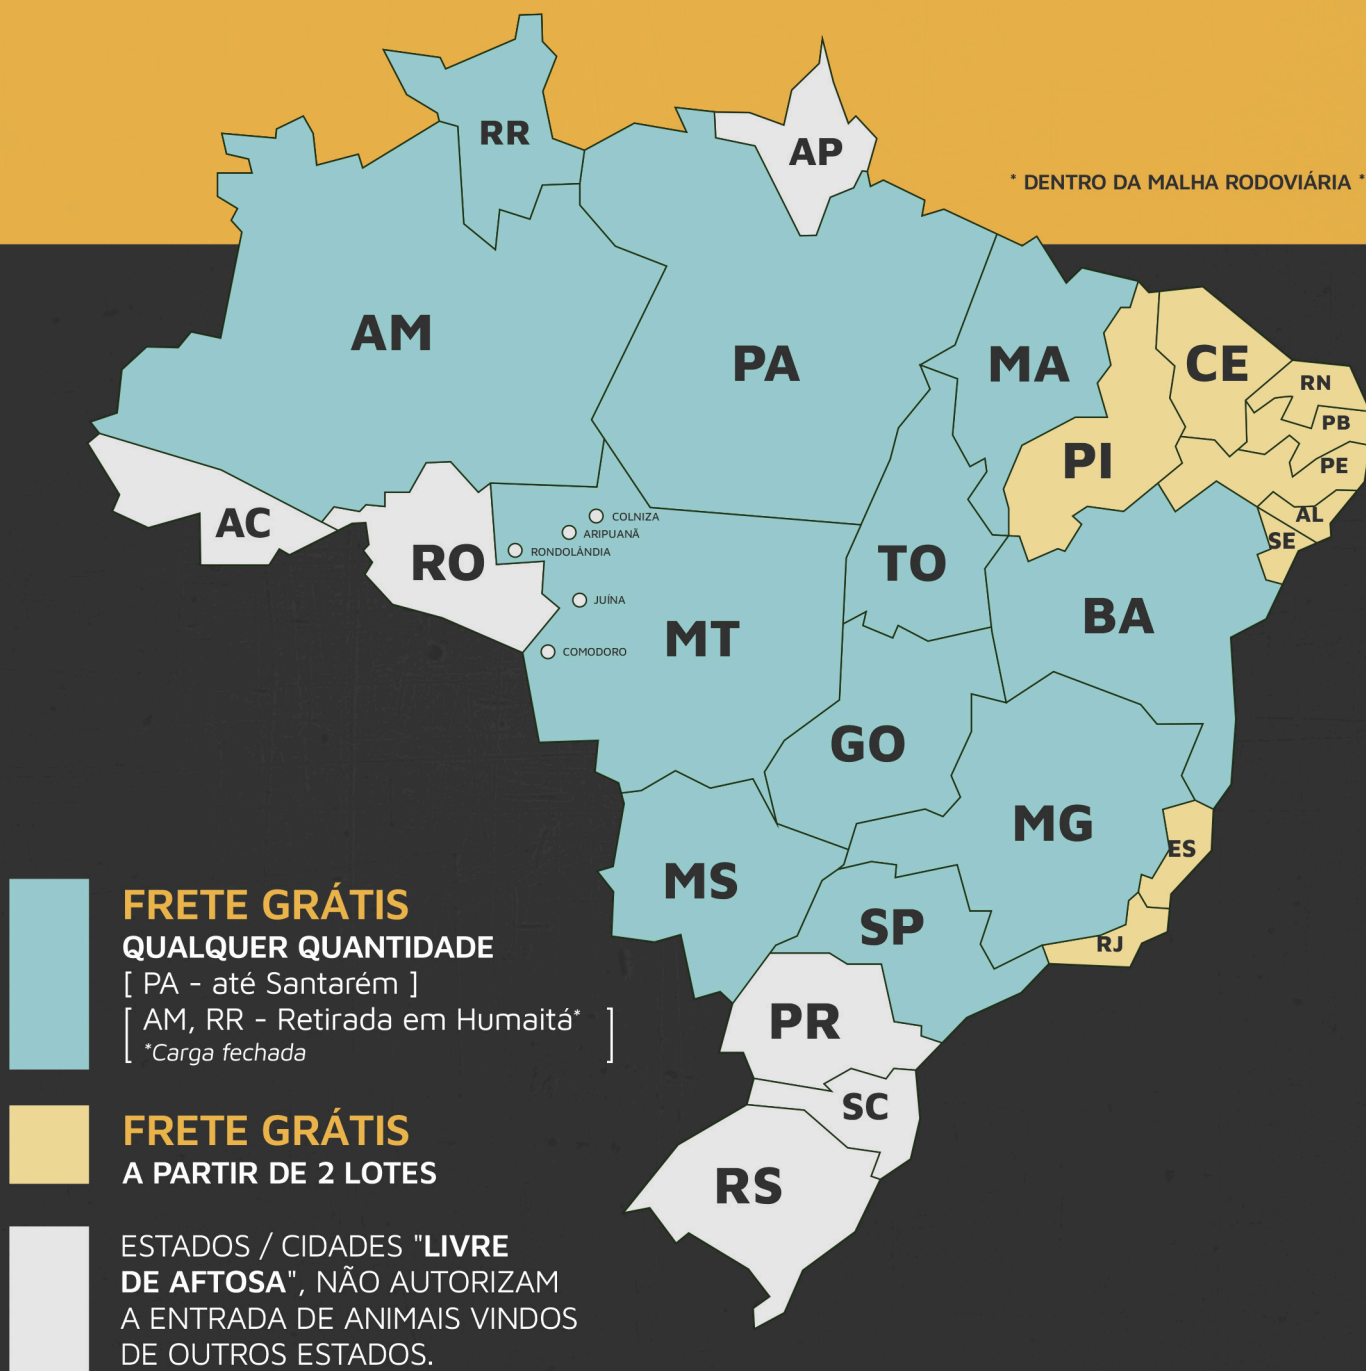 RR
AP
* DENTRO DA MALHA RODOVIÁRIA *
AM
PA
MA
CE
RN
PB
PI
PE
AC
RO
COLNIZA
ARIPUANÃ
RONDOLÂNDIA
AL
SE
TO
JUÍNA
MT
BA
COMODORO
GO
MG
ES
MS
SP
RJ
PR
SC
RS
FRETE GRÁTIS
QUALQUER QUANTIDADE
[ PA - até Santarém ]
[ AM, RR - Retirada em Humaitá* ]
*Carga fechada
FRETE GRÁTIS
A PARTIR DE 2 LOTES
ESTADOS / CIDADES "LIVRE
DE AFTOSA", NÃO AUTORIZAM
A ENTRADA DE ANIMAIS VINDOS
DE OUTROS ESTADOS.